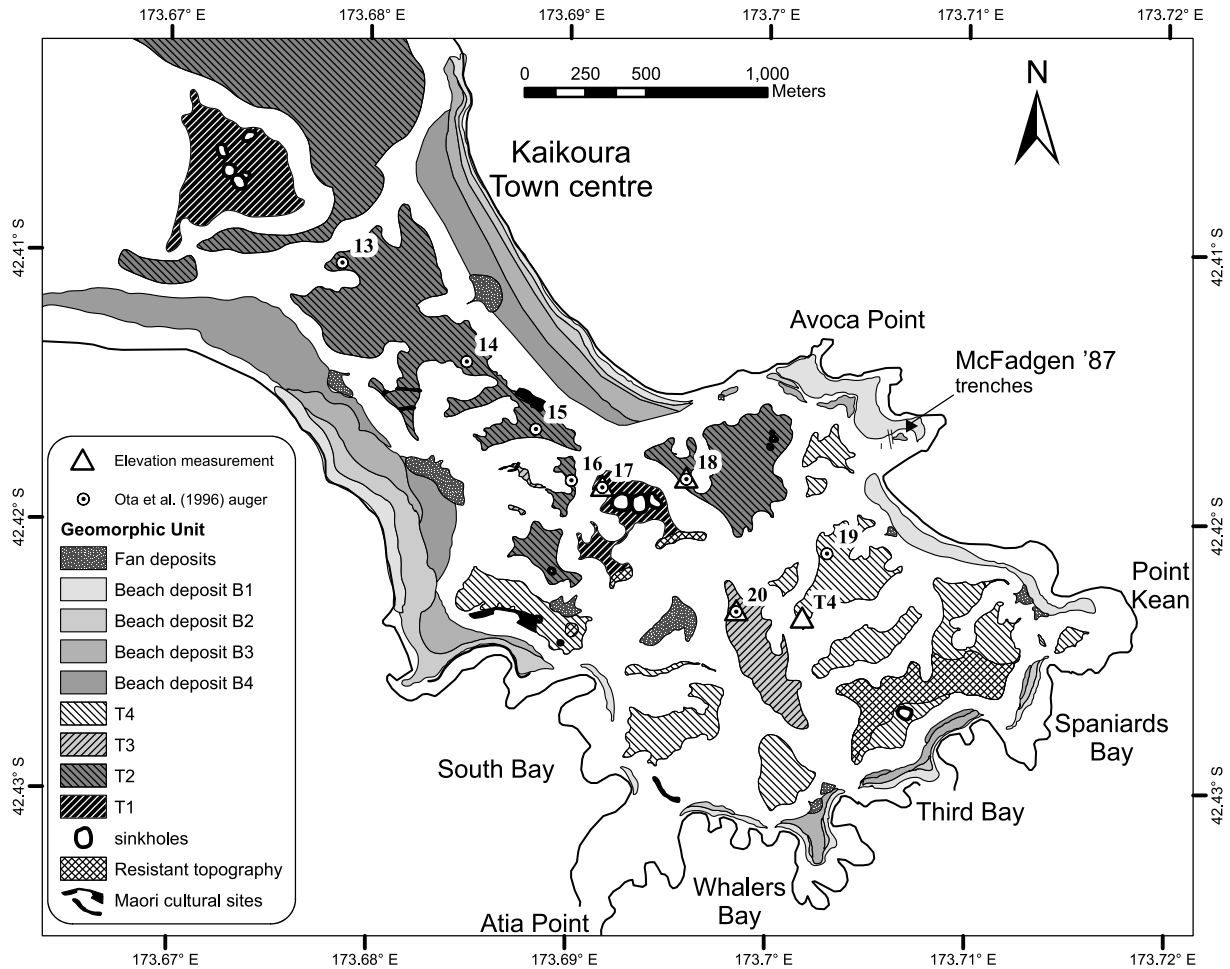 173.67° E 173.68° E 173.69° E 173.7° E 173.71° E 173.72° E
0 250 500 1,000
Meters
N
Kaikoura
Town centre
42.41° S
42.41° S
13
14
15
16
17
18
19
20
T4
Avoca Point
McFadgen '87
trenches
42.42° S
42.42° S
Point
Kean
Spaniards
Bay
Third Bay
South Bay
Whalers
Bay
Atia Point
42.43° S
42.43° S
Elevation measurement
Ota et al. (1996) auger
Geomorphic Unit
Fan deposits
Beach deposit B1
Beach deposit B2
Beach deposit B3
Beach deposit B4
T4
T3
T2
T1
sinkholes
Resistant topography
Maori cultural sites
173.67° E 173.68° E 173.69° E 173.7° E 173.71° E 173.72° E